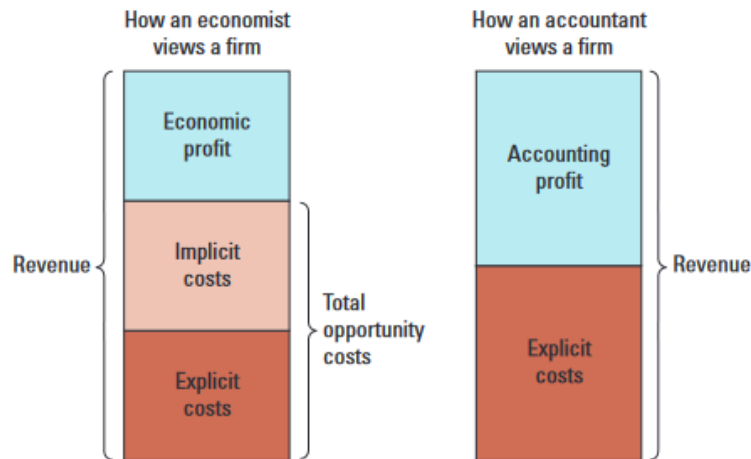 How an economist
views a firm
Economic
profit
Implicit
costs
Explicit
costs
Revenue
Total
opportunity
costs
How an accountant
views a firm
Accounting
profit
Explicit
costs
Revenue